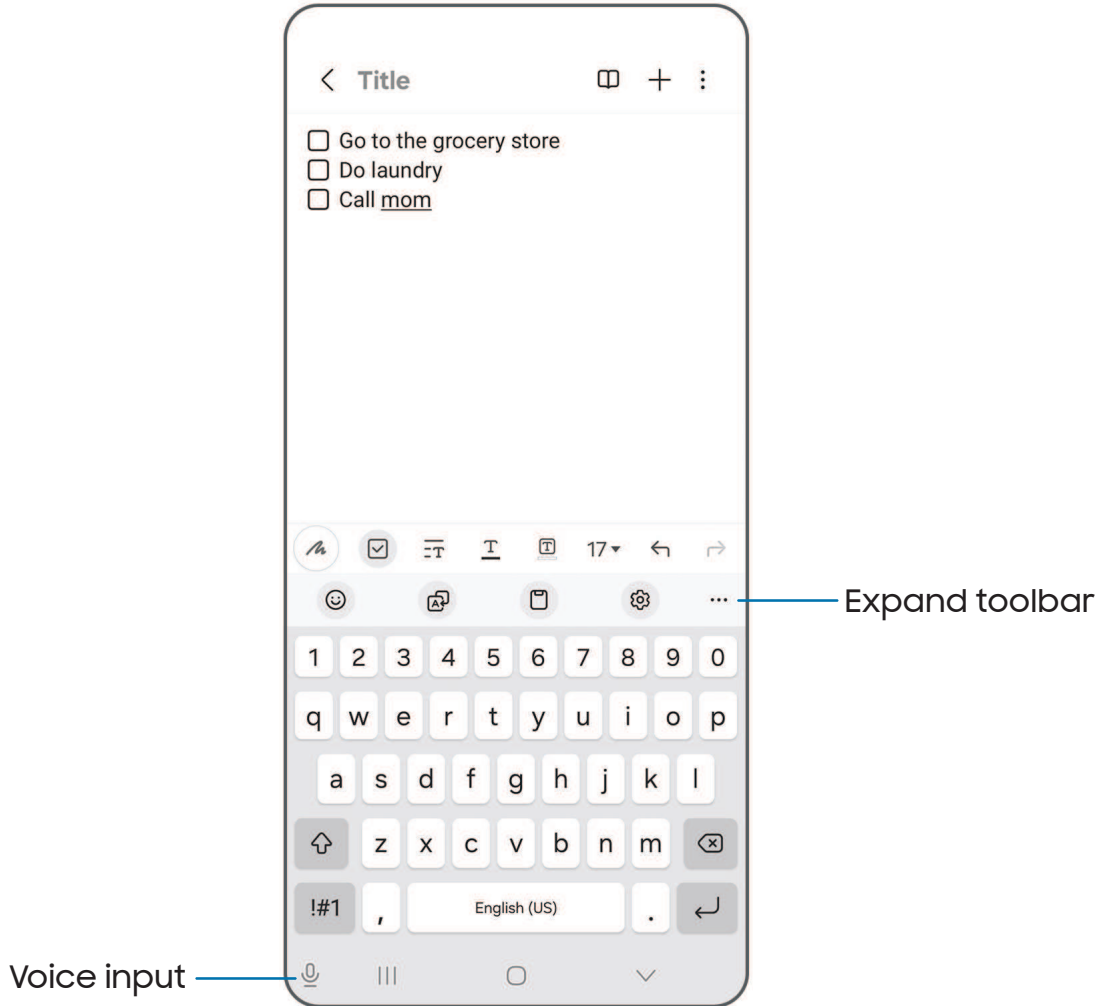 Title
Go to the grocery store
Do laundry
Call mom
T T T 17
A
Expand toolbar
1 2 3 4 5 6 7 8 9 0
q w e r t y u i o p
a s d f g h j k l
z x c v b n m
!#1 , English (US) .
Voice input